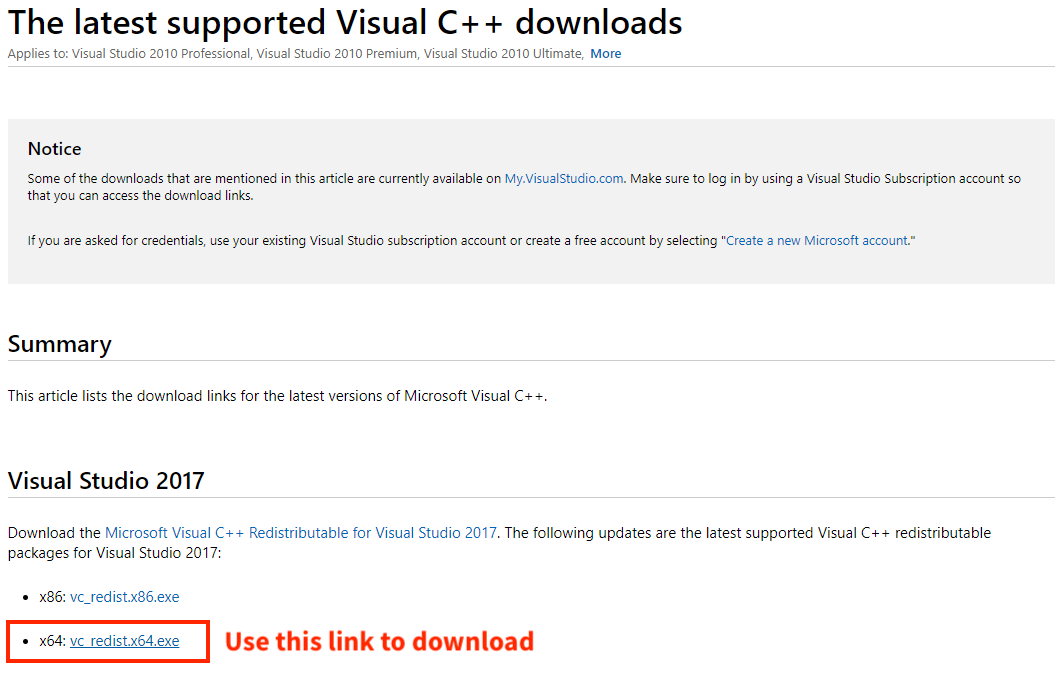 The latest supported Visual C++ downloads
Applies to: Visual Studio 2010 Professional, Visual Studio 2010 Premium, Visual Studio 2010 Ultimate, More
Notice
Some of the downloads that are mentioned in this article are currently available on My.VisualStudio.com. Make sure to log in by using a Visual Studio Subscription account so
that you can access the download links.
If you are asked for credentials, use your existing Visual Studio subscription account or create a free account by selecting "Create a new Microsoft account."
Summary
This article lists the download links for the latest versions of Microsoft Visual C++.
Visual Studio 2017
Download the Microsoft Visual C++ Redistributable for Visual Studio 2017. The following updates are the latest supported Visual C++ redistributable
packages for Visual Studio 2017:
• x86: vc_redist.x86.exe
• x64: vc_redist.x64.exe Use this link to download